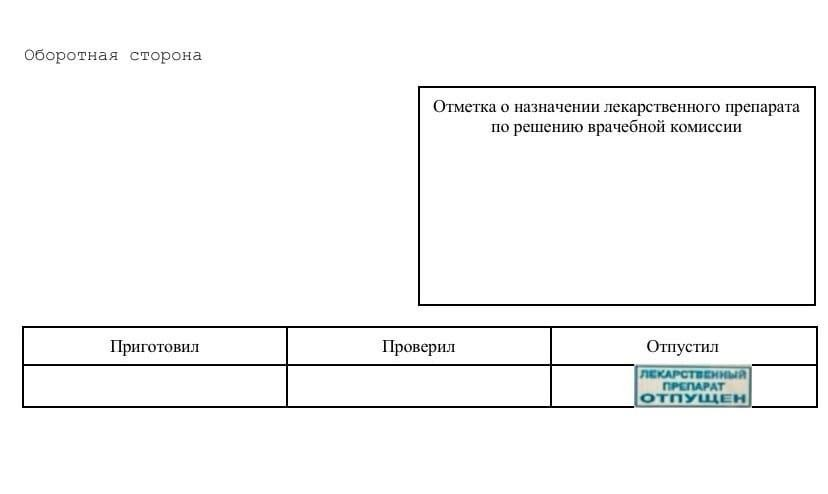 Оборотная сторона
Отметка о назначении лекарственного препарата
по решению врачебной комиссии
Приготовил
Проверил
Отпустил
ЛЕКАРСТВЕННЫЙ
ПРЕПАРАТ
ОТПУЩЕН